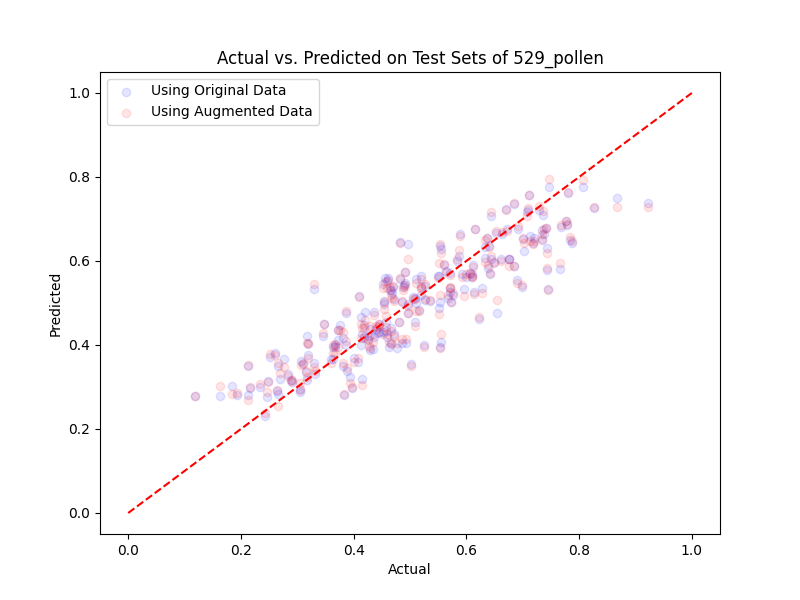 Actual vs. Predicted on Test Sets of 529_pollen
Using Original Data
Using Augmented Data
1.0
0.8
0.6
0.4
0.2
0.0
Predicted
0.0 0.2 0.4 0.6 0.8 1.0
Actual